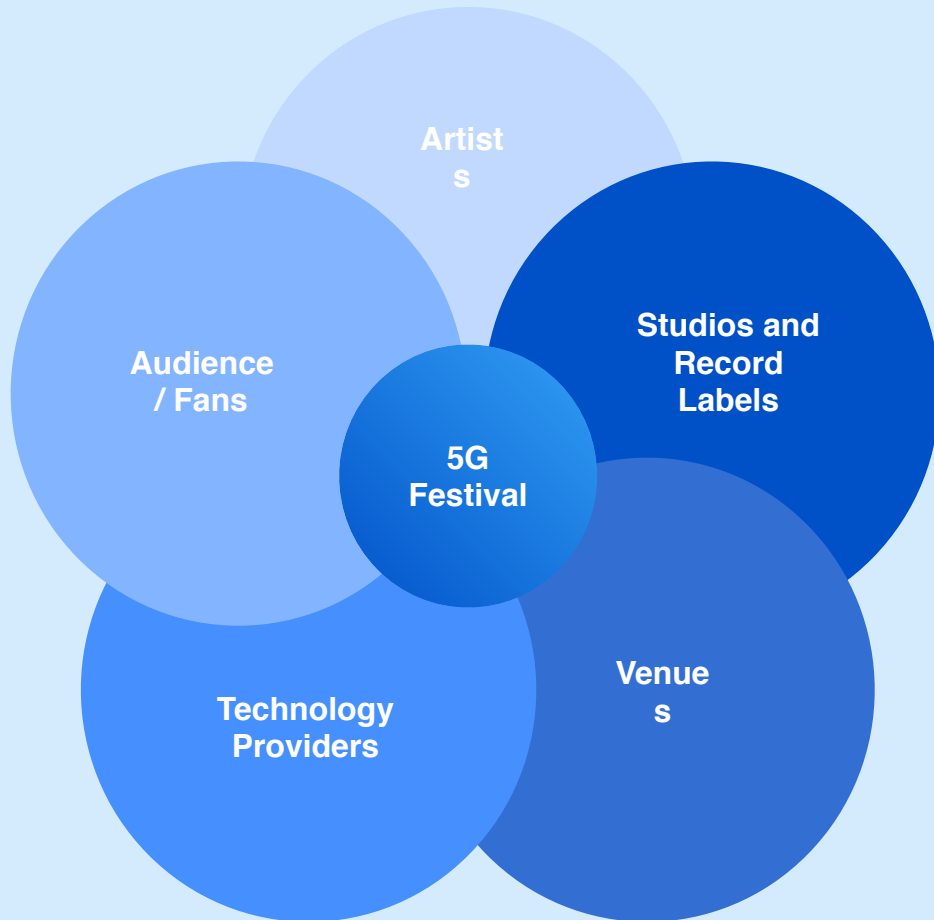 Artist
s
Studios and
Record
Labels
Audience
/ Fans
5G
Festival
Venue
s
Technology
Providers